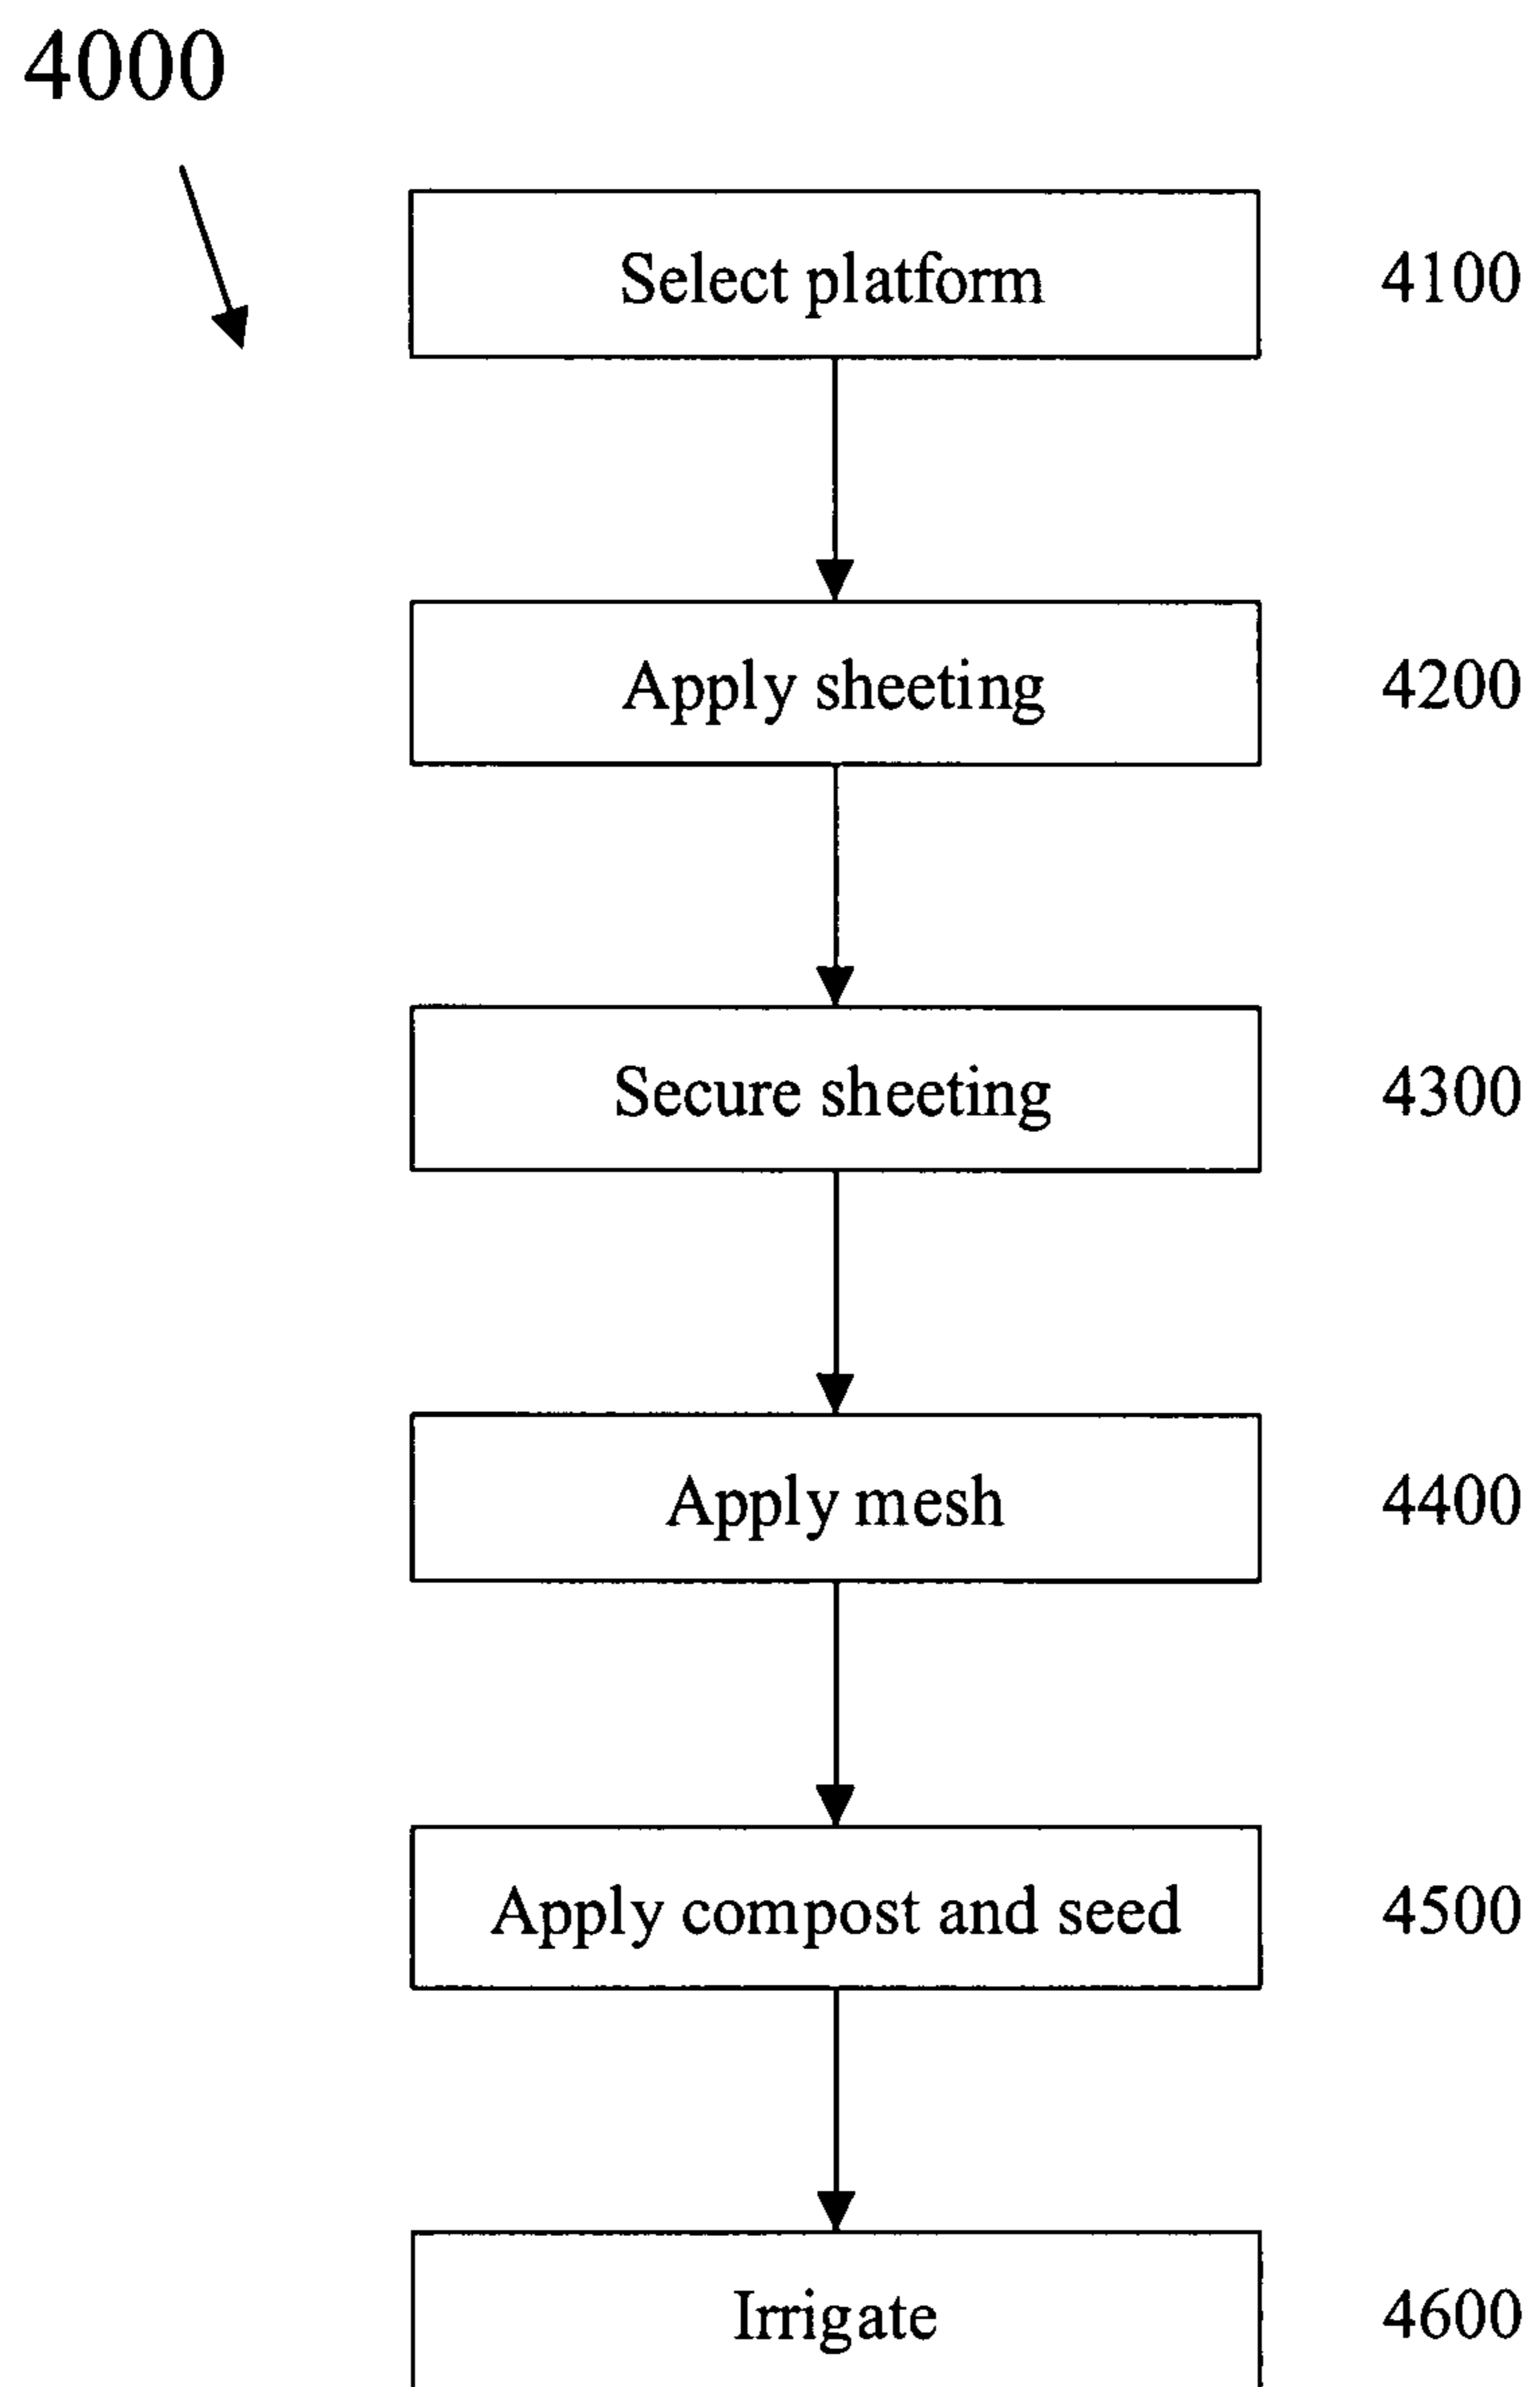 4000
Select platform 4100
Apply sheeting 4200
Secure sheeting 4300
Apply mesh 4400
Apply compost and seed 4500
Irrigate 4600